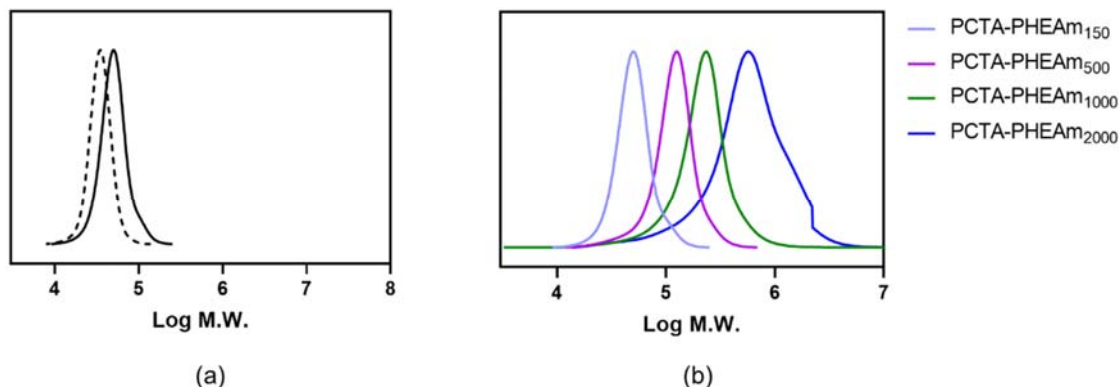 4 5 6 7 8
Log M.W.
(a)
4 5 6 7
Log M.W.
(b)
PCTA-PHEAm₁₅₀
PCTA-PHEAm₅₀₀
PCTA-PHEAm₁₀₀₀
PCTA-PHEAm₂₀₀₀